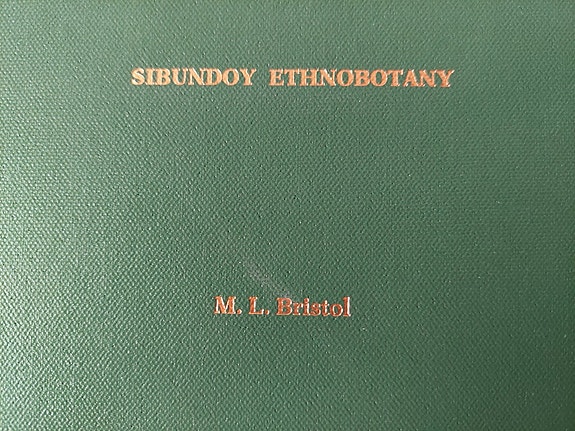 SIBUNDOY ETHNOBOTANY
M. L. Bristol